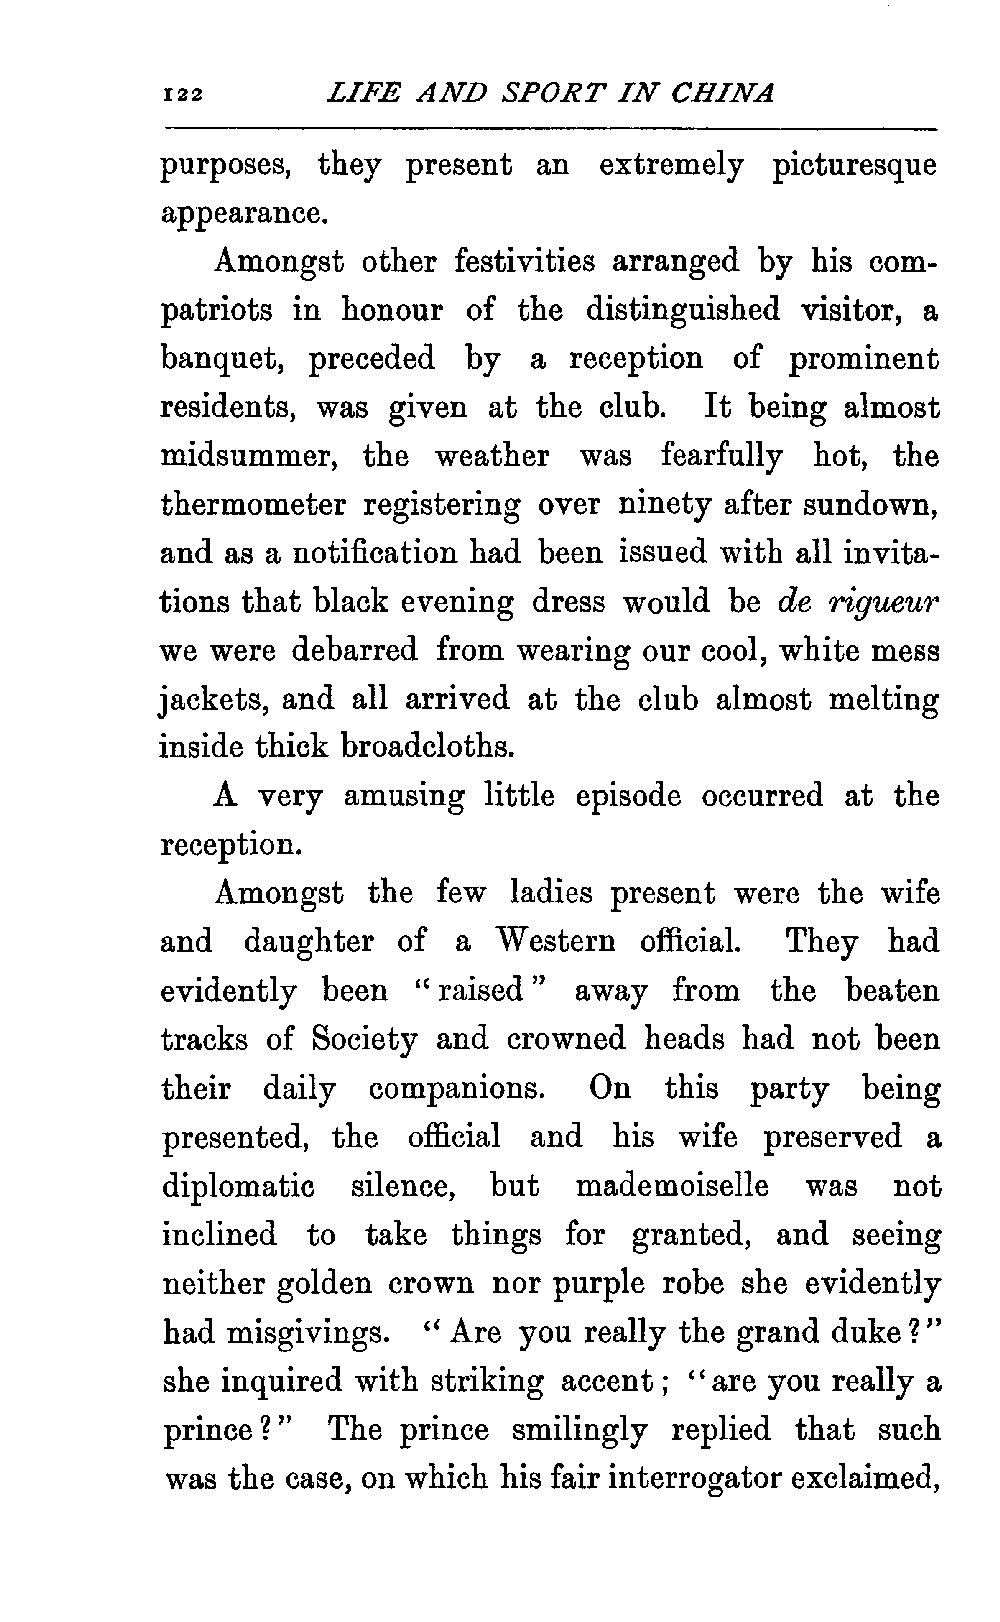 122 LIFE AND SPORT IN CHINA
purposes, they present an extremely picturesque
appearance.
Amongst other festivities arranged by his com-
patriots in honour of the distinguished visitor, a
banquet, preceded by a reception of prominent
residents, was given at the club. It being almost
midsummer, the weather was fearfully hot, the
thermometer registering over ninety after sundown,
and as a notification had been issued with all invita-
tions that black evening dress would be de rigueur
we were debarred from wearing our cool, white mess
jackets, and all arrived at the club almost melting
inside thick broadcloths.
A very amusing little episode occurred at the
reception.
Amongst the few ladies present were the wife
and daughter of a Western official. They had
evidently been “raised” away from the beaten
tracks of Society and crowned heads had not been
their daily companions. On this party being
presented, the official and his wife preserved a
diplomatic silence, but mademoiselle was not
inclined to take things for granted, and seeing
neither golden crown nor purple robe she evidently
had misgivings. “Are you really the grand duke?”
she inquired with striking accent; “are you really a
prince?” The prince smilingly replied that such
was the case, on which his fair interrogator exclaimed,